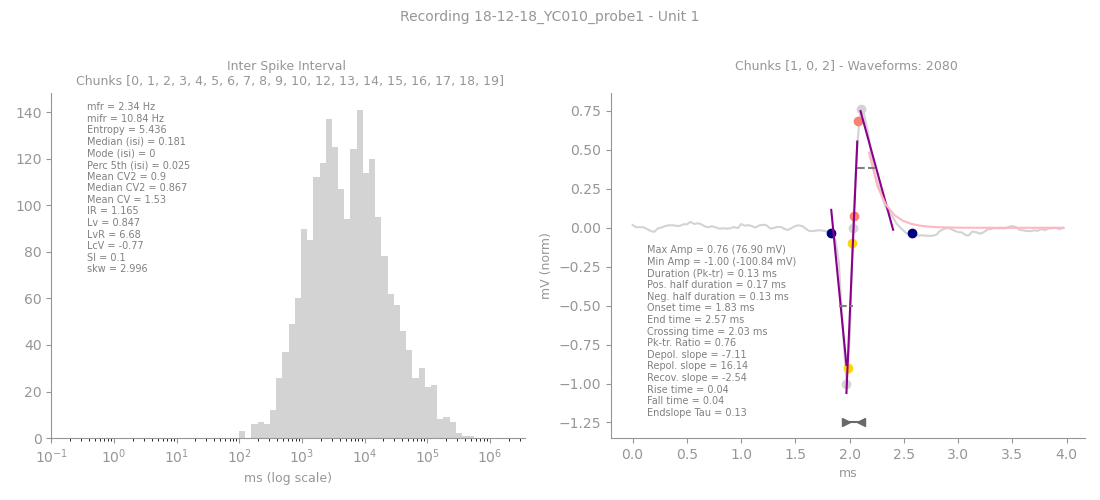 Recording 18-12-18_YC010_probe1 - Unit 1
Inter Spike Interval
Chunks [0, 1, 2, 3, 4, 5, 6, 7, 8, 9, 10, 12, 13, 14, 15, 16, 17, 18, 19]
140
120
100
80
60
40
20
0
mfr = 2.34 Hz
mifr = 10.84 Hz
Entropy = 5.436
Median (isi) = 0.181
Mode (isi) = 0
Perc 5th (isi) = 0.025
Mean CV2 = 0.9
Median CV2 = 0.867
Mean CV = 1.53
IR = 1.165
Lv = 0.847
LvR = 6.68
LcV = -0.77
SI = 0.1
skw = 2.996
10⁻¹ 10⁰ 10¹ 10² 10³ 10⁴ 10⁵ 10⁶
ms (log scale)
Chunks [1, 0, 2] - Waveforms: 2080
mV (norm)
0.75
0.50
0.25
0.00
−0.25
−0.50
−0.75
−1.00
−1.25
Max Amp = 0.76 (76.90 mV)
Min Amp = -1.00 (-100.84 mV)
Duration (Pk-tr) = 0.13 ms
Pos. half duration = 0.17 ms
Neg. half duration = 0.13 ms
Onset time = 1.83 ms
End time = 2.57 ms
Crossing time = 2.03 ms
Pk-tr. Ratio = 0.76
Depol. slope = -7.11
Repol. slope = 16.14
Recov. slope = -2.54
Rise time = 0.04
Fall time = 0.04
Endslope Tau = 0.13
0.0 0.5 1.0 1.5 2.0 2.5 3.0 3.5 4.0
ms